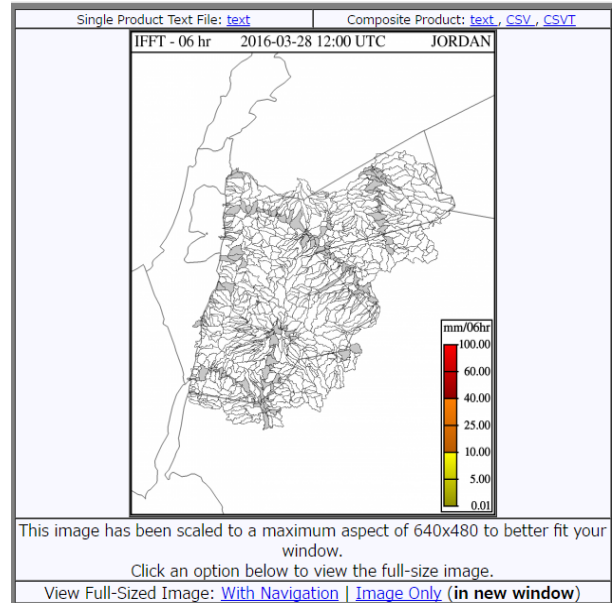 Single Product Text File: text
Composite Product: text , CSV , CSVT
IFFT - 06 hr 2016-03-28 12:00 UTC JORDAN
mm/06hr
100.00
60.00
40.00
25.00
10.00
5.00
0.01
This image has been scaled to a maximum aspect of 640x480 to better fit your
window.
Click an option below to view the full-size image.
View Full-Sized Image: With Navigation | Image Only (in new window)